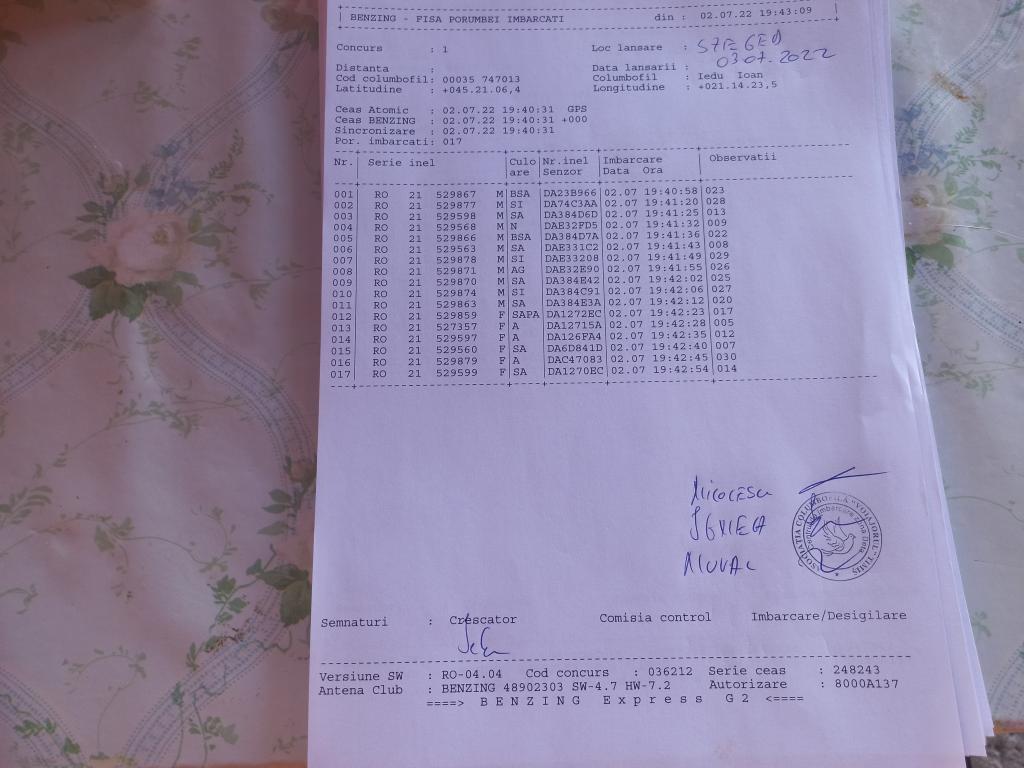 BENZING - FISA PORUMBEI IMBARCATI din : 02.07.22 19:43:09
Concurs : 1 Loc lansare :
Distanta : Data lansarii : 03 07. 2022
Cod columbofil: 00035 747013 Columbofil : Iedu Ioan
Latitudine : +045.21.06,4 Longitudine : +021.14.23,5
Ceas Atomic : 02.07.22 19:40:31 GPS
Ceas BENZING : 02.07.22 19:40:31 +000
Sincronizare : 02.07.22 19:40:31
Por. imbarcati: 017
Nr. Serie inel Culo Nr.inel Imbarcare Observatii
are Senzor Data Ora
001 RO 21 529867 M BSA DA23B966 02.07 19:40:58 023
002 RO 21 529877 M SI DA74C3AA 02.07 19:41:20 028
003 RO 21 529598 M SA DA384D6D 02.07 19:41:25 013
004 RO 21 529568 M N DAE32FD5 02.07 19:41:32 009
005 RO 21 529866 M BSA DA384D7A 02.07 19:41:36 022
006 RO 21 529563 M SA DAE331C2 02.07 19:41:43 008
007 RO 21 529878 M SI DAE33208 02.07 19:41:49 029
008 RO 21 529871 M AG DAE32E90 02.07 19:41:55 026
009 RO 21 529870 M SA DA384E42 02.07 19:42:02 025
010 RO 21 529874 M SI DA384C91 02.07 19:42:06 027
011 RO 21 529863 M SA DA384E3A 02.07 19:42:12 020
012 RO 21 529859 F SAPA DA1272EC 02.07 19:42:23 017
013 RO 21 527357 F A DA12715A 02.07 19:42:28 005
014 RO 21 529597 F A DA126FA4 02.07 19:42:35 012
015 RO 21 529560 F SA DA6D841D 02.07 19:42:40 007
016 RO 21 529879 F A DAC47083 02.07 19:42:45 030
017 RO 21 529599 F SA DA1270EC 02.07 19:42:54 014
ASOCIATIA COLUMBOFILA "VOIAJORUL" TIMIS
Semnaturi : Crescator Comisia control Imbarcare/Desigilare
Versiune SW : RO-04.04 Cod concurs : 036212 Serie ceas : 248243
Antena Club : BENZING 48902303 SW-4.7 HW-7.2 Autorizare : 8000A137
====> B E N Z I N G E x p r e s s G 2 <====